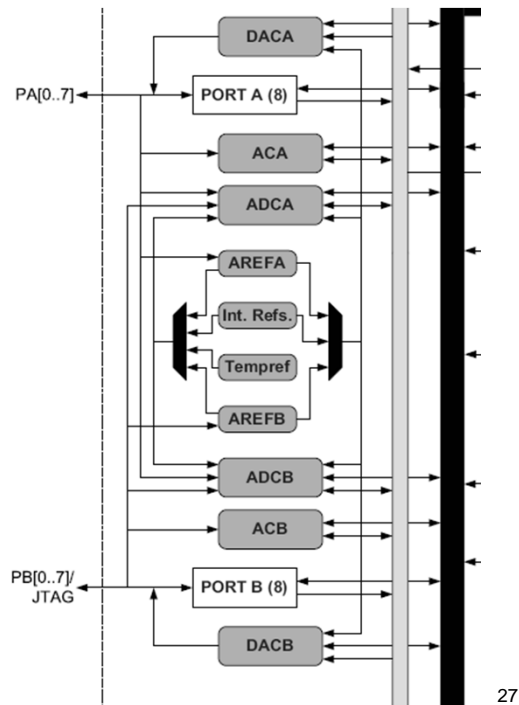 DACA
PA[0..7]
PORT A (8)
ACA
ADCA
AREFA
Int. Refs.
Tempref
AREFB
ADCB
ACB
PB[0..7]/
JTAG
PORT B (8)
DACB
27